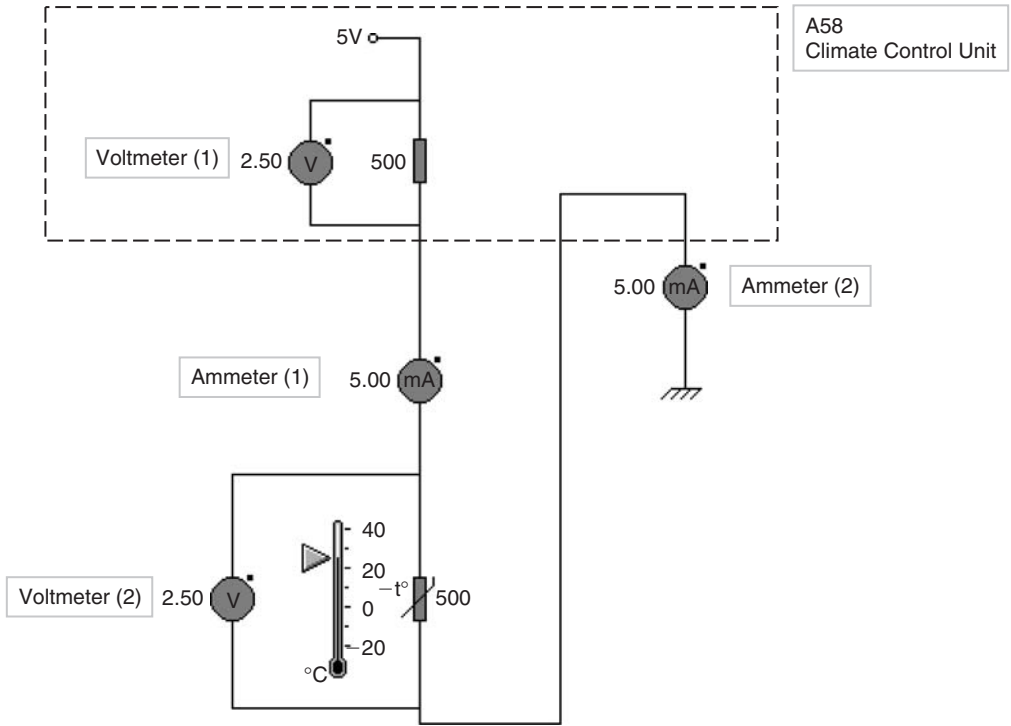 A58
Climate Control Unit
5V
Voltmeter (1)
2.50
V
500
5.00
mA
Ammeter (2)
Ammeter (1)
5.00
mA
Voltmeter (2)
2.50
V
40
20
0
−20
°C
−t°
500